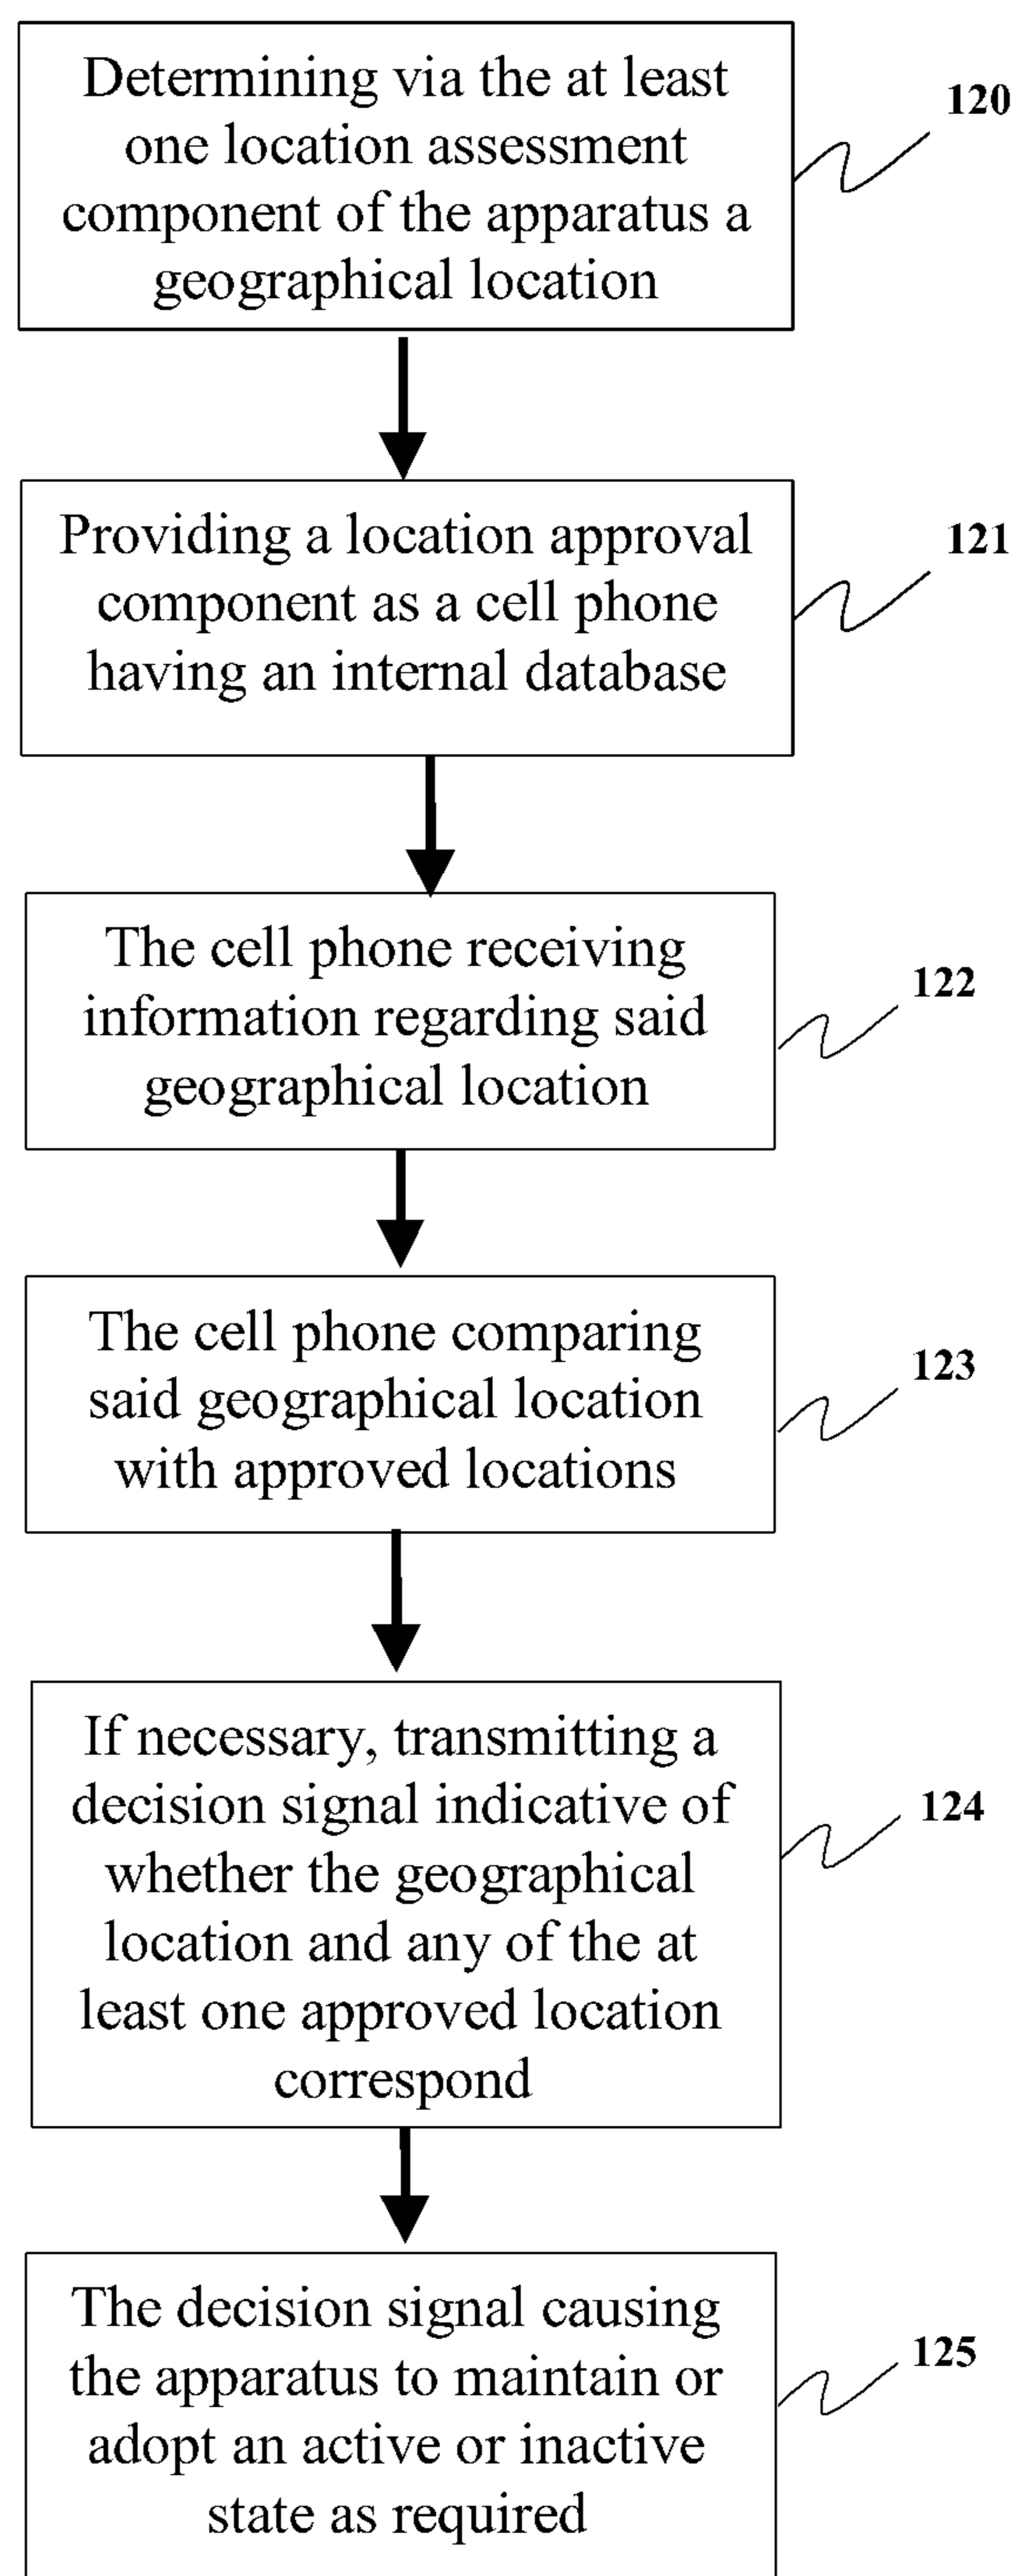 Determining via the at least
one location assessment
component of the apparatus a
geographical location
120
Providing a location approval
component as a cell phone
having an internal database
121
The cell phone receiving
information regarding said
geographical location
122
The cell phone comparing
said geographical location
with approved locations
123
If necessary, transmitting a
decision signal indicative of
whether the geographical
location and any of the at
least one approved location
correspond
124
The decision signal causing
the apparatus to maintain or
adopt an active or inactive
state as required
125